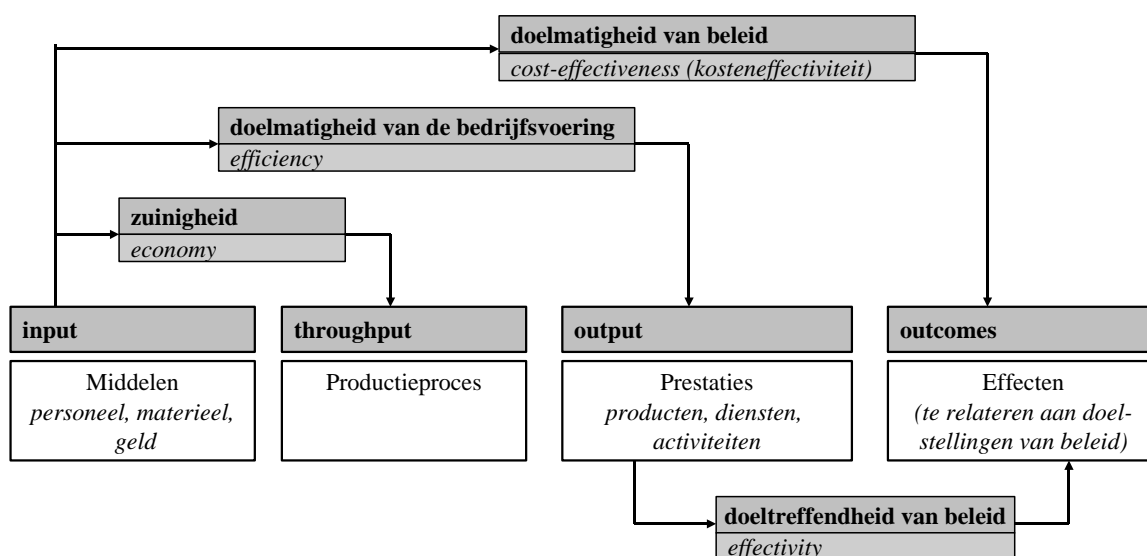 doelmatigheid van beleid
cost-effectiveness (kosteneffectiviteit)
doelmatigheid van de bedrijfsvoering
efficiency
zuinigheid
economy
input
throughput
output
outcomes
Middelen
personeel, materieel,
geld
Productieproces
Prestaties
producten, diensten,
activiteiten
Effecten
(te relateren aan doel-
stellingen van beleid)
doeltreffendheid van beleid
effectivity